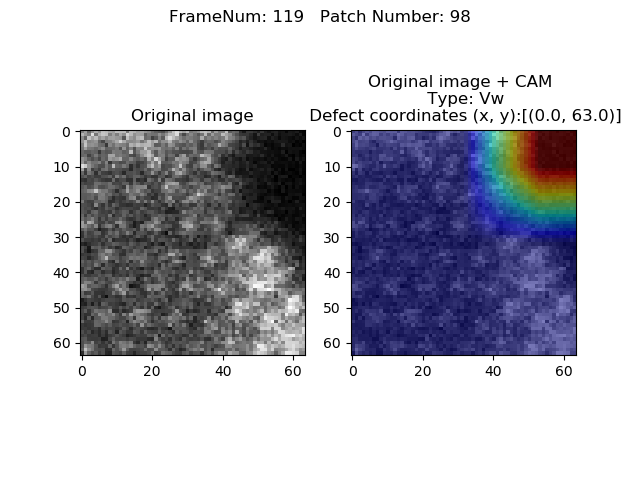 FrameNum: 119   Patch Number: 98
Original image
Original image + CAM
Type: Vw
Defect coordinates (x, y):[(0.0, 63.0)]
0
10
20
30
40
50
60
0 20 40 60
0
10
20
30
40
50
60
0 20 40 60